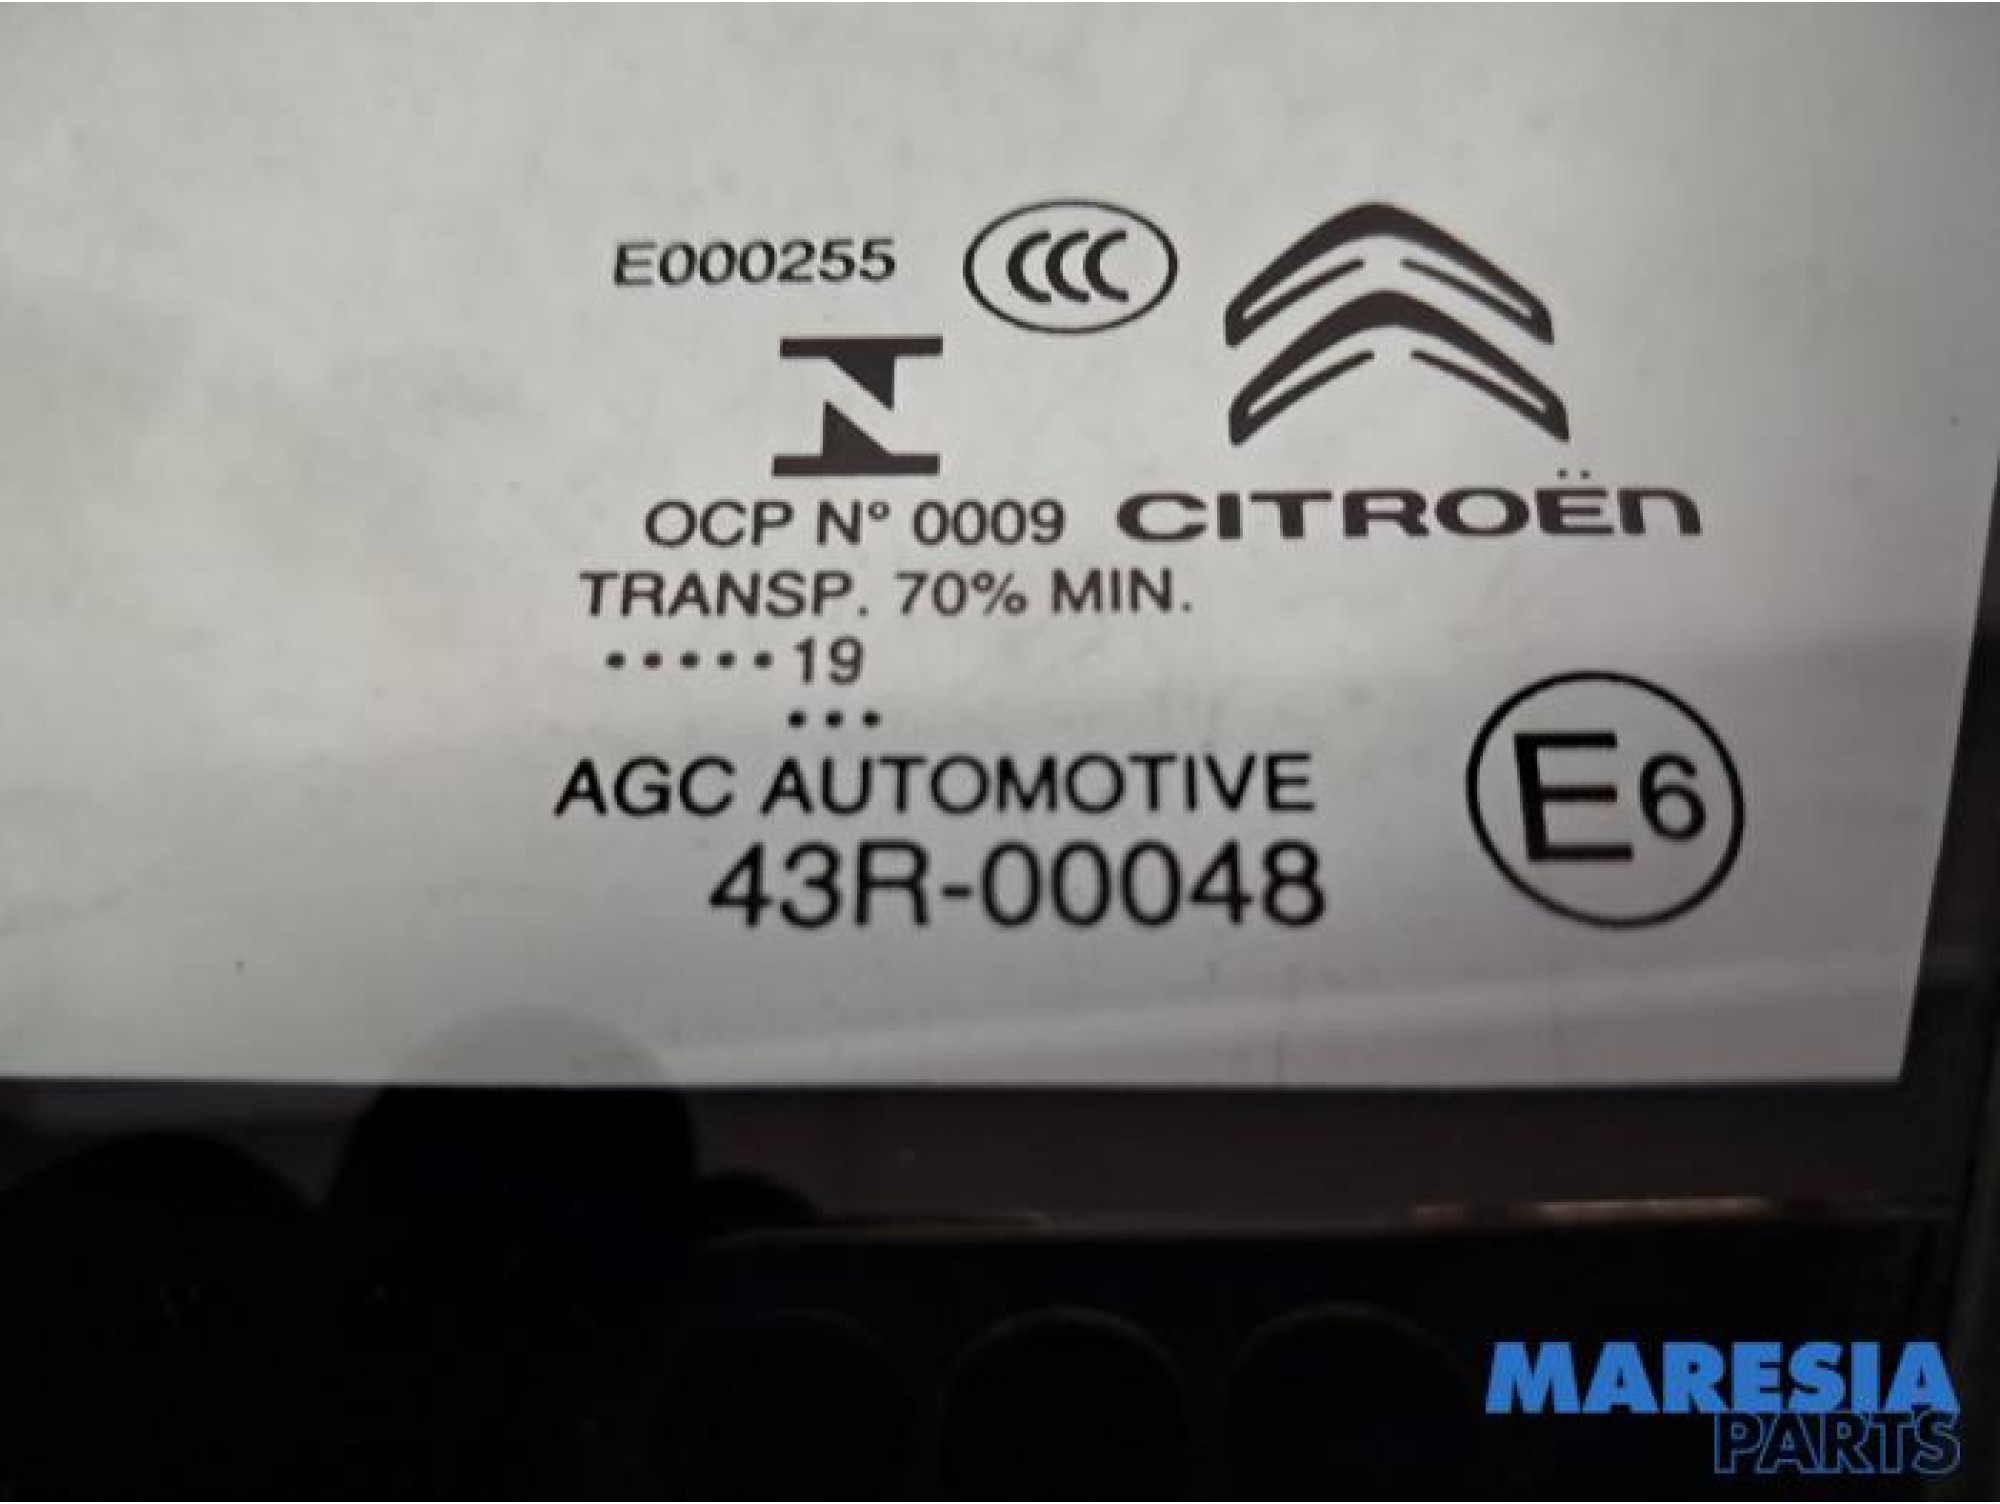 E000255
CCC
OCP Nº 0009
CITROËN
TRANSP. 70% MIN.
·····19
···
AGC AUTOMOTIVE
43R-00048
E6
MARESIA
PARTS